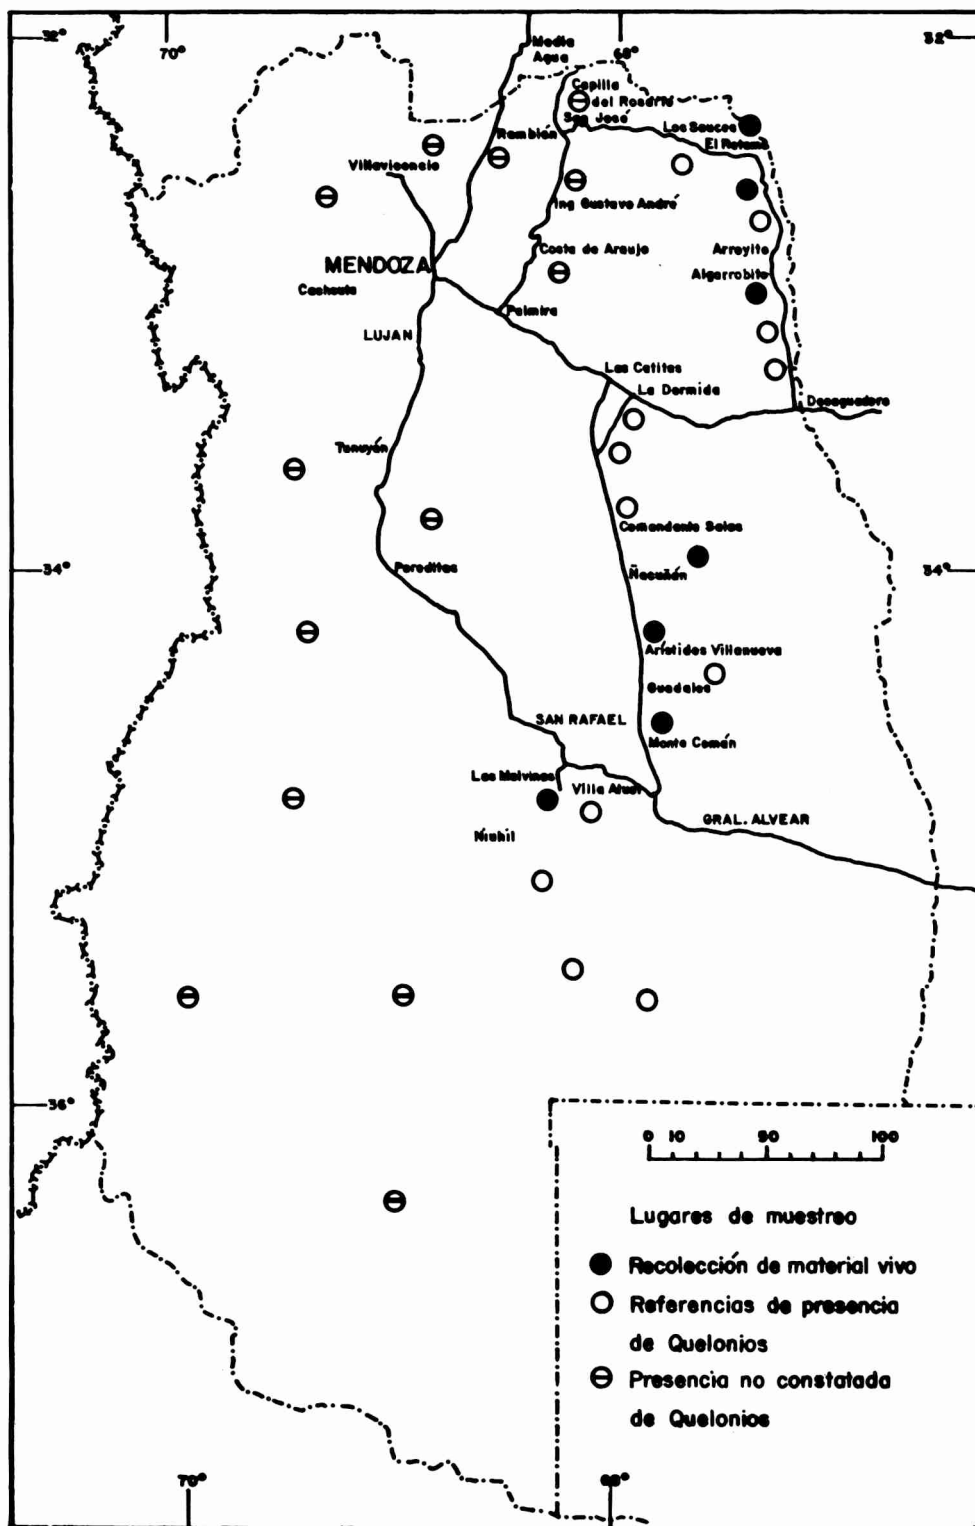 32°
70°
68°
32°
Media
Agua
Capilla
del Rosario
San José
Los Sauces
El Retamo
Ramblón
Villavicencio
Ing Gustavo André
Costa de Araujo
Arroyito
MENDOZA
Algarrobito
Cacheuta
Palmira
LUJAN
Las Catitas
La Dormida
Desaguadero
Tunuyán
Comandante Salas
34°
Pareditas
Ñacuñán
34°
Arístides Villanueva
Guadales
SAN RAFAEL
Monte Comán
Las Malvinas
Villa Atuel
GRAL. ALVEAR
Nihuil
36°
0 10 50 100
Lugares de muestreo
Recolección de material vivo
Referencias de presencia
de Quelonios
Presencia no constatada
de Quelonios
70°
68°